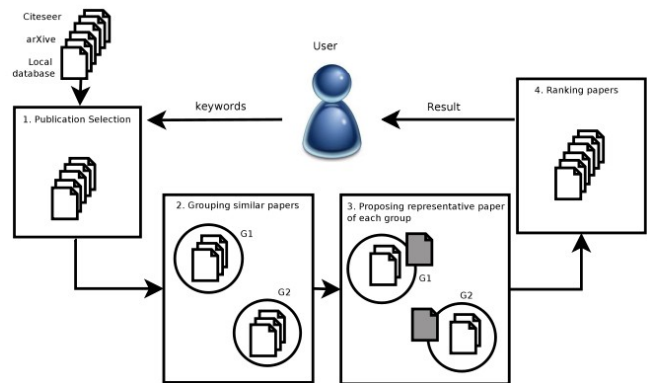 Citeseer
arXive
Local
database
User
keywords
Result
1. Publication Selection
4. Ranking papers
2. Grouping similar papers
G1
G2
3. Proposing representative paper
of each group
G1
G2